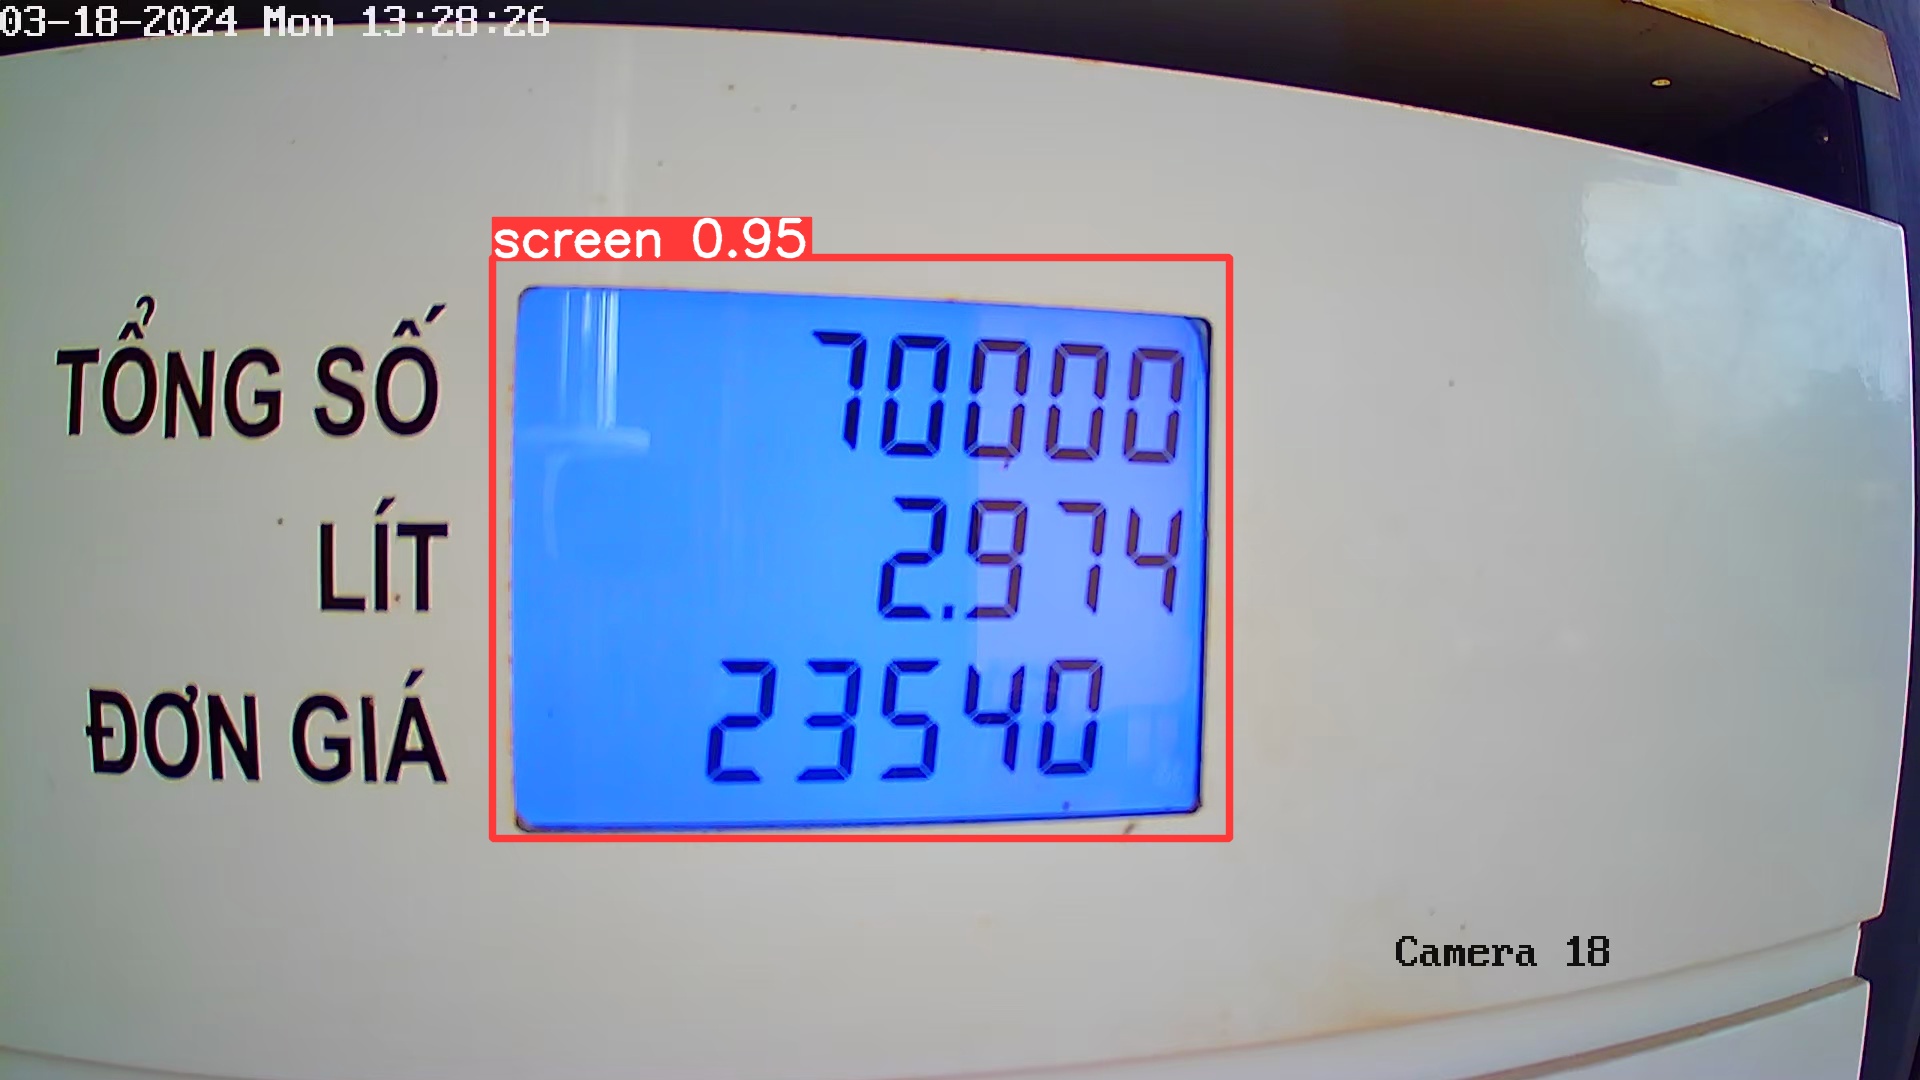 03-18-2024 Mon 13:28:26
screen 0.95
TỔNG SỐ 70000
LÍT 2.974
ĐƠN GIÁ 23540
Camera 18